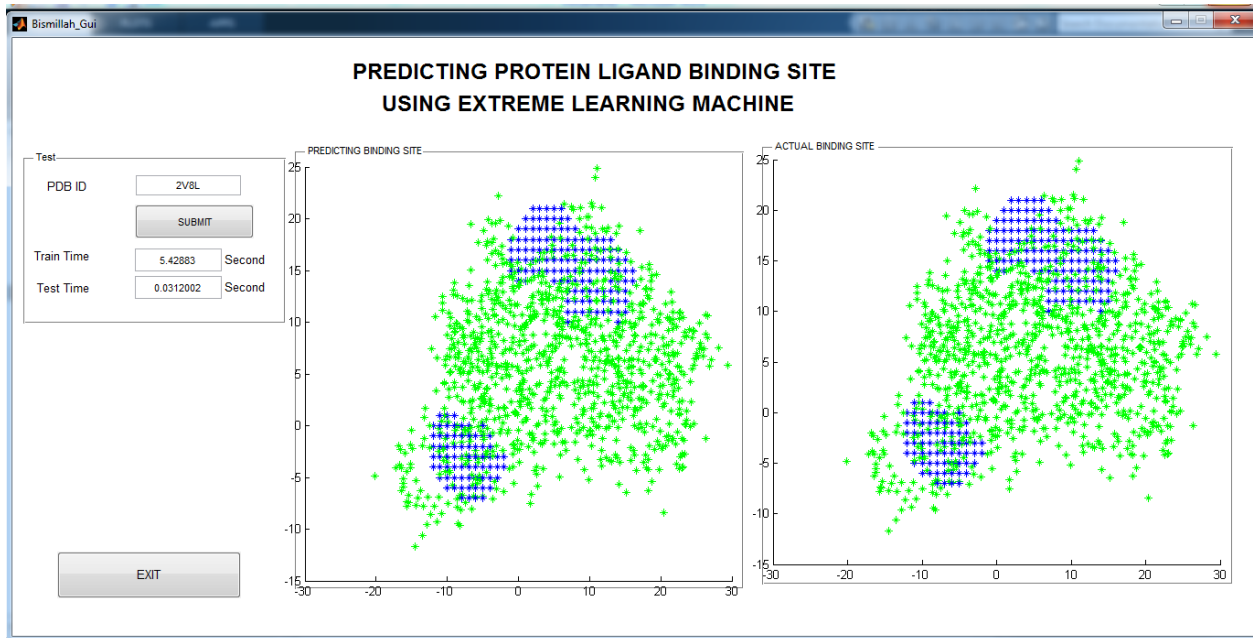 Bismillah_Gui
PREDICTING PROTEIN LIGAND BINDING SITE
USING EXTREME LEARNING MACHINE
Test
PDB ID
2V8L
SUBMIT
Train Time
5.42883
Second
Test Time
0.0312002
Second
EXIT
PREDICTING BINDING SITE
25
20
15
10
5
0
-5
-10
-15
-30
-20
-10
0
10
20
30
ACTUAL BINDING SITE
25
20
15
10
5
0
-5
-10
-15
-30
-20
-10
0
10
20
30